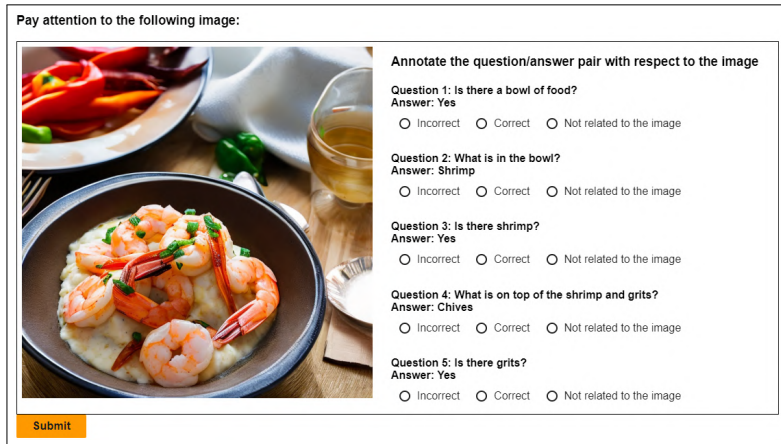 Pay attention to the following image:
Annotate the question/answer pair with respect to the image
Question 1: Is there a bowl of food?
Answer: Yes
Incorrect Correct Not related to the image
Question 2: What is in the bowl?
Answer: Shrimp
Incorrect Correct Not related to the image
Question 3: Is there shrimp?
Answer: Yes
Incorrect Correct Not related to the image
Question 4: What is on top of the shrimp and grits?
Answer: Chives
Incorrect Correct Not related to the image
Question 5: Is there grits?
Answer: Yes
Incorrect Correct Not related to the image
Submit